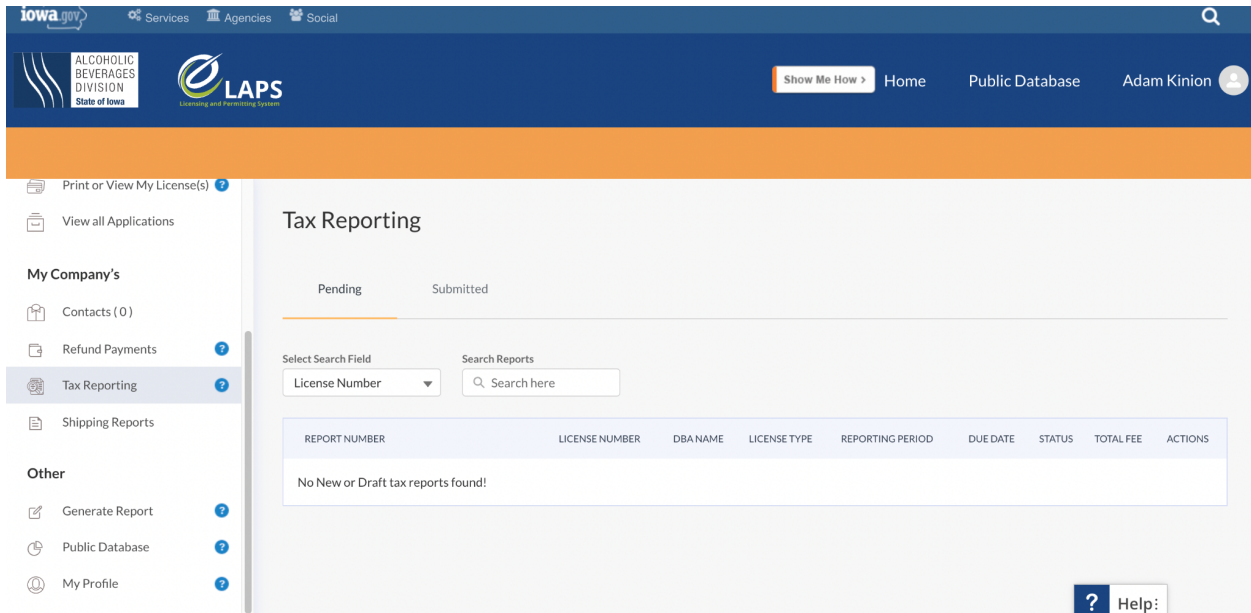 iowa.gov Services Agencies Social
ALCOHOLIC
BEVERAGES
DIVISION
State of Iowa
eLAPS
Licensing and Permitting System
Show Me How > Home Public Database Adam Kinion
Print or View My License(s) ?
View all Applications
My Company's
Contacts ( 0 )
Refund Payments ?
Tax Reporting ?
Shipping Reports
Other
Generate Report ?
Public Database ?
My Profile ?
Tax Reporting
Pending Submitted
Select Search Field Search Reports
License Number Search here
REPORT NUMBER LICENSE NUMBER DBA NAME LICENSE TYPE REPORTING PERIOD DUE DATE STATUS TOTAL FEE ACTIONS
No New or Draft tax reports found!
? Help